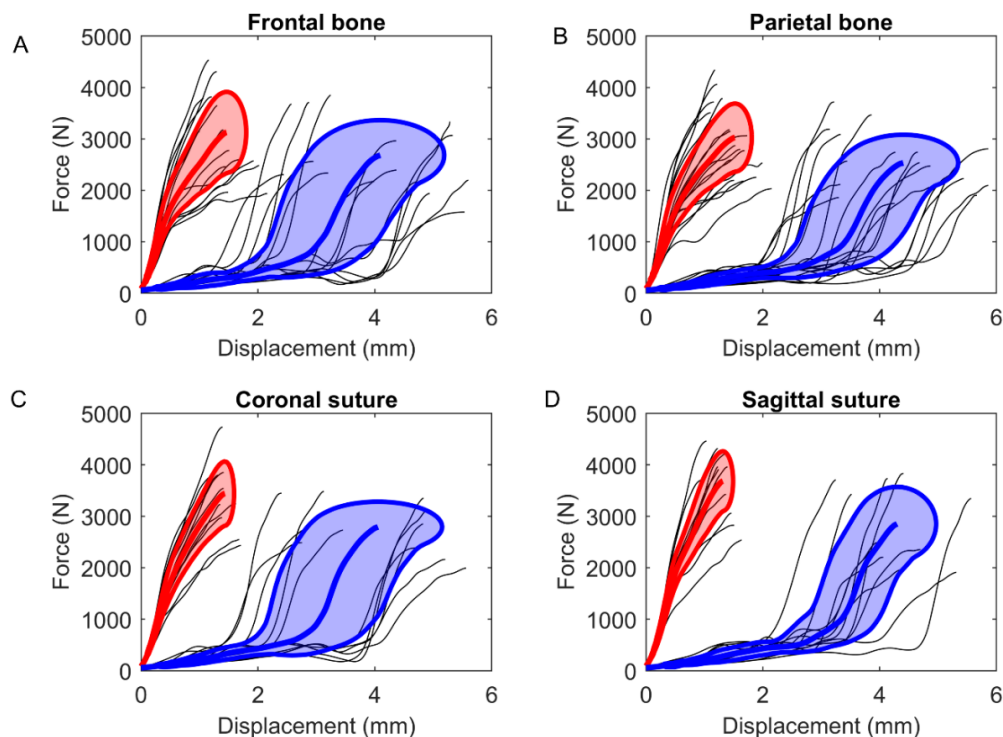 A
Frontal bone
5000
4000
3000
2000
1000
0
Force (N)
0 2 4 6
Displacement (mm)
B
Parietal bone
5000
4000
3000
2000
1000
0
Force (N)
0 2 4 6
Displacement (mm)
C
Coronal suture
5000
4000
3000
2000
1000
0
Force (N)
0 2 4 6
Displacement (mm)
D
Sagittal suture
5000
4000
3000
2000
1000
0
Force (N)
0 2 4 6
Displacement (mm)